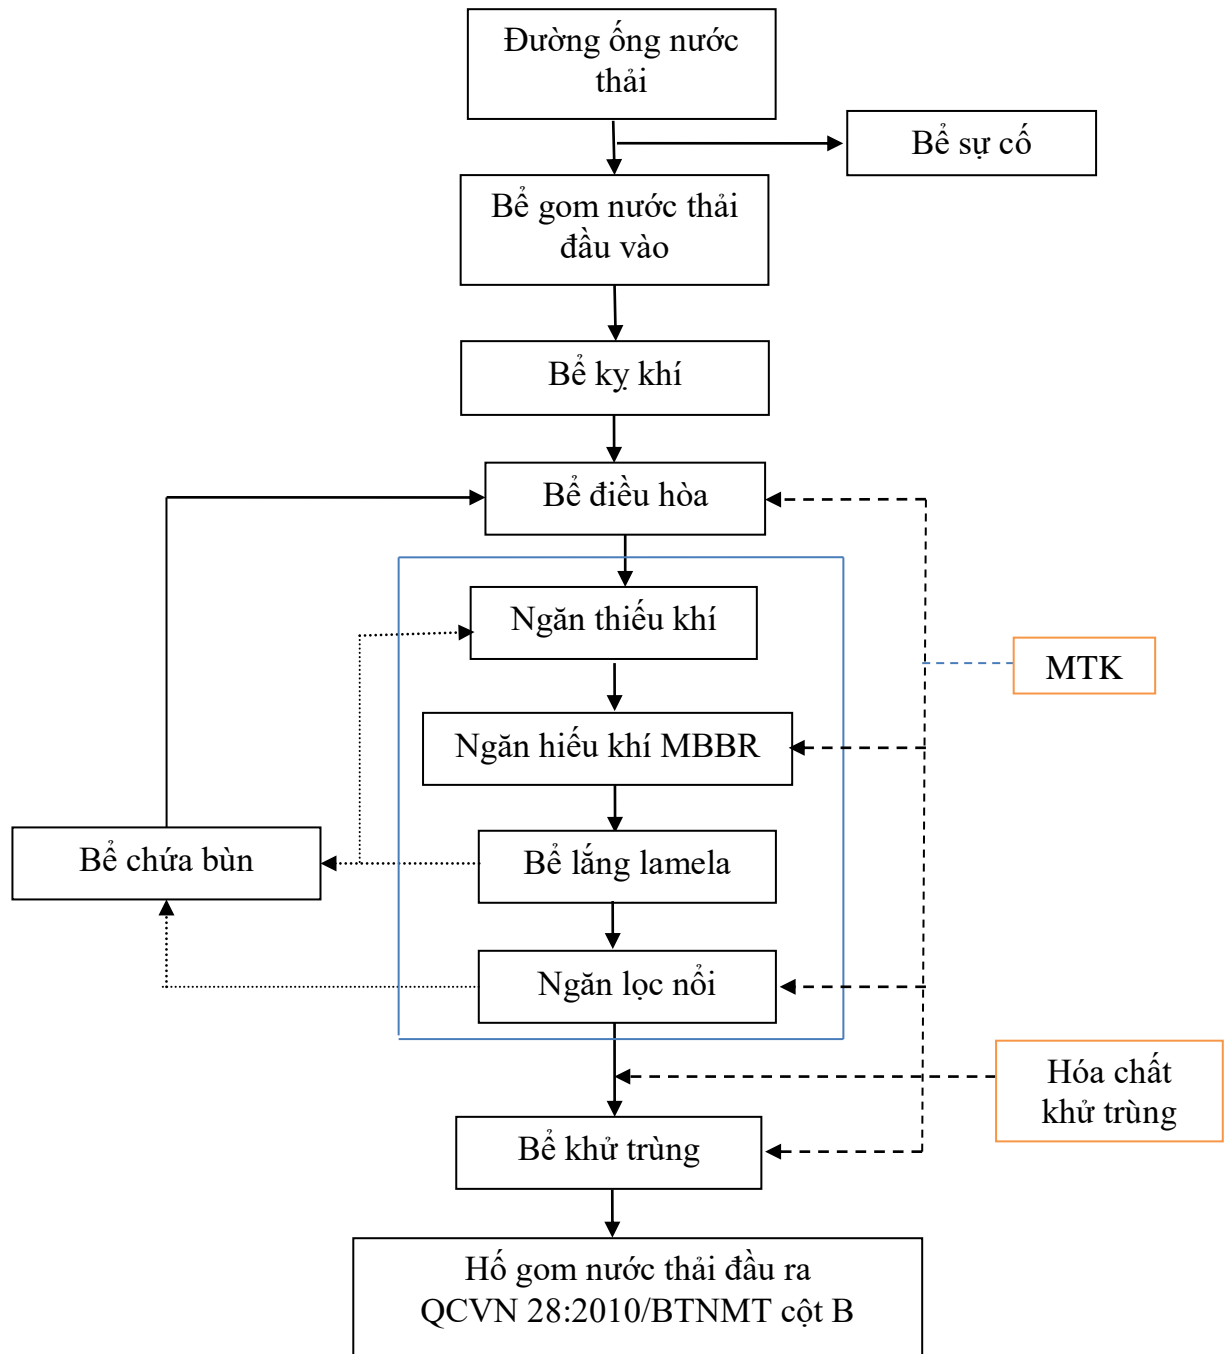 Đường ống nước
thải
Bể sự cố
Bể gom nước thải
đầu vào
Bể kỵ khí
Bể điều hòa
Ngăn thiếu khí
MTK
Ngăn hiếu khí MBBR
Bể chứa bùn
Bể lắng lamela
Ngăn lọc nổi
Hóa chất
khử trùng
Bể khử trùng
Hố gom nước thải đầu ra
QCVN 28:2010/BTNMT cột B